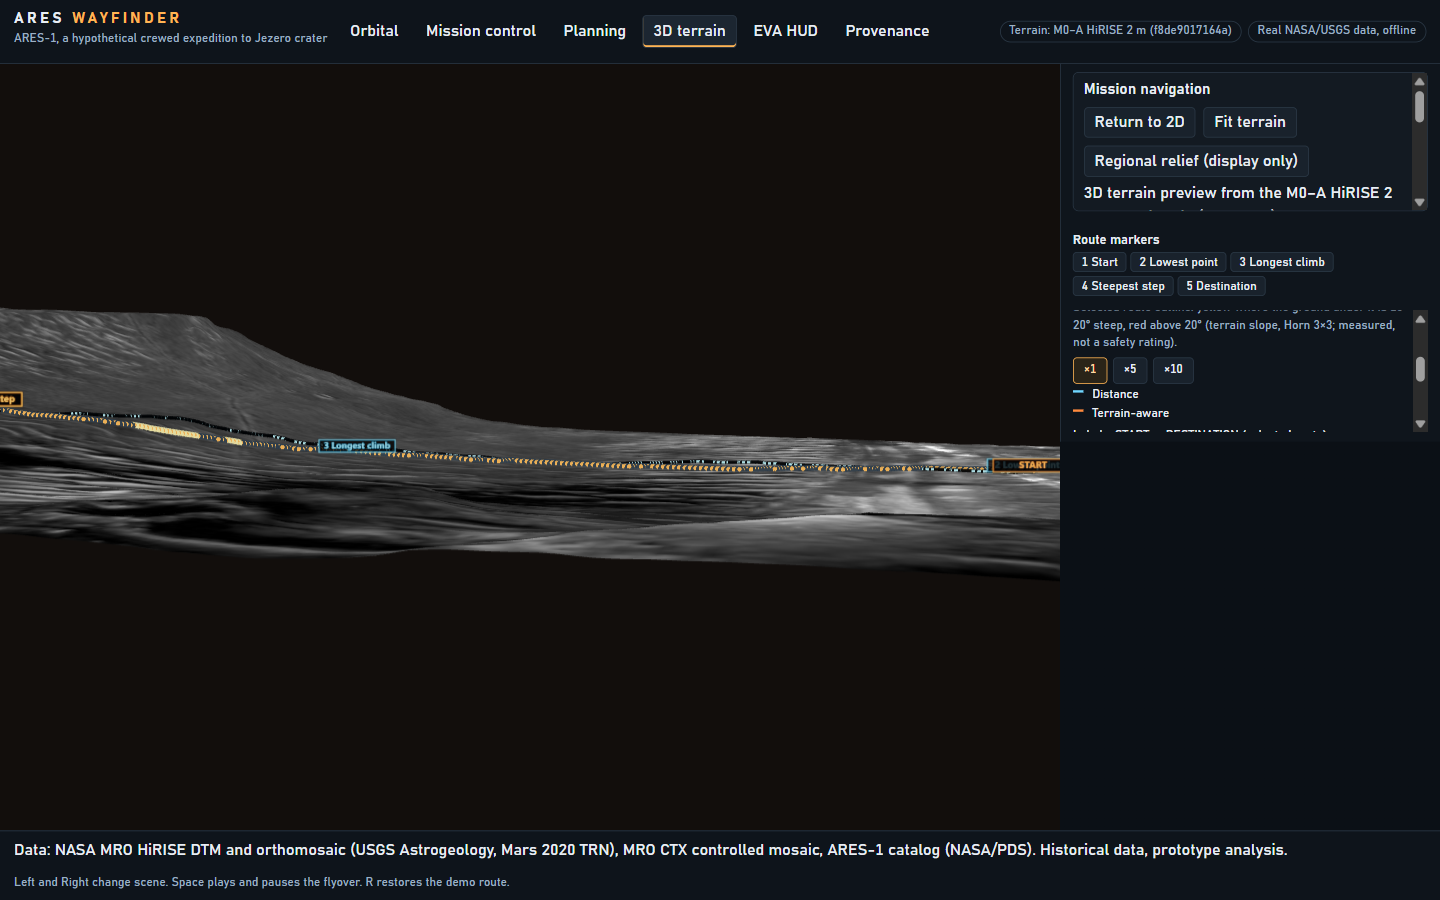 ARES WAYFINDER
ARES-1, a hypothetical crewed expedition to Jezero crater
Orbital
Mission control
Planning
3D terrain
EVA HUD
Provenance
Terrain: M0-A HiRISE 2 m (f8de9017164a)
Real NASA/USGS data, offline
Mission navigation
Return to 2D
Fit terrain
Regional relief (display only)
3D terrain preview from the M0-A HiRISE 2
Route markers
1 Start
2 Lowest point
3 Longest climb
4 Steepest step
5 Destination
20° steep, red above 20° (terrain slope, Horn 3×3; measured,
not a safety rating).
×1
×5
×10
Distance
Terrain-aware
tep
3 Longest climb
START
Data: NASA MRO HiRISE DTM and orthomosaic (USGS Astrogeology, Mars 2020 TRN), MRO CTX controlled mosaic, ARES-1 catalog (NASA/PDS). Historical data, prototype analysis.
Left and Right change scene. Space plays and pauses the flyover. R restores the demo route.